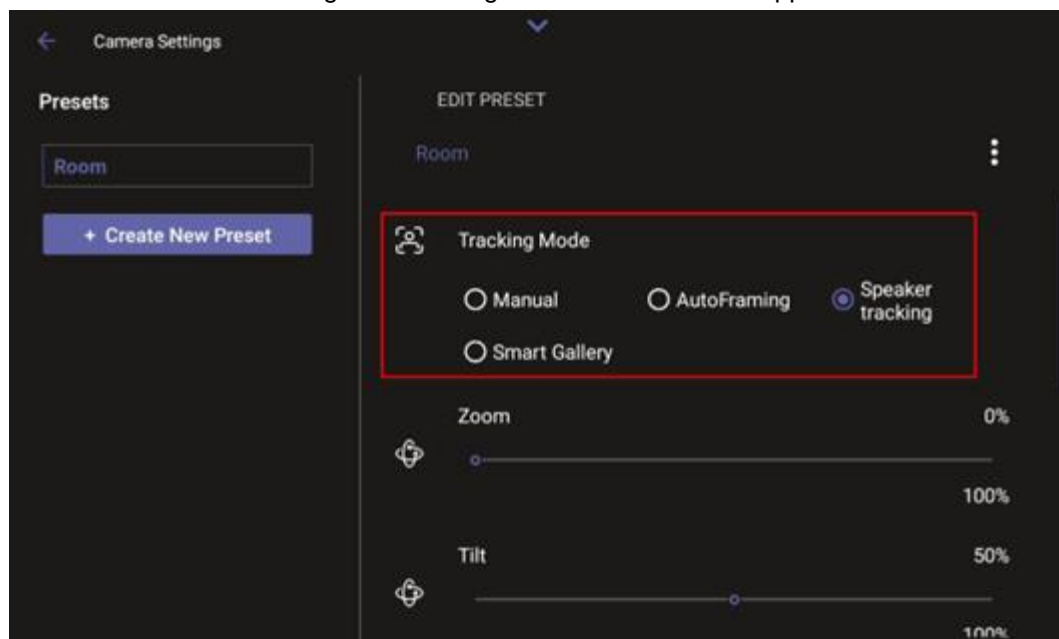 Camera Settings
Presets
Room
+ Create New Preset
EDIT PRESET
Room
Tracking Mode
Manual
AutoFraming
Speaker
tracking
Smart Gallery
Zoom
0%
100%
Tilt
50%
100%